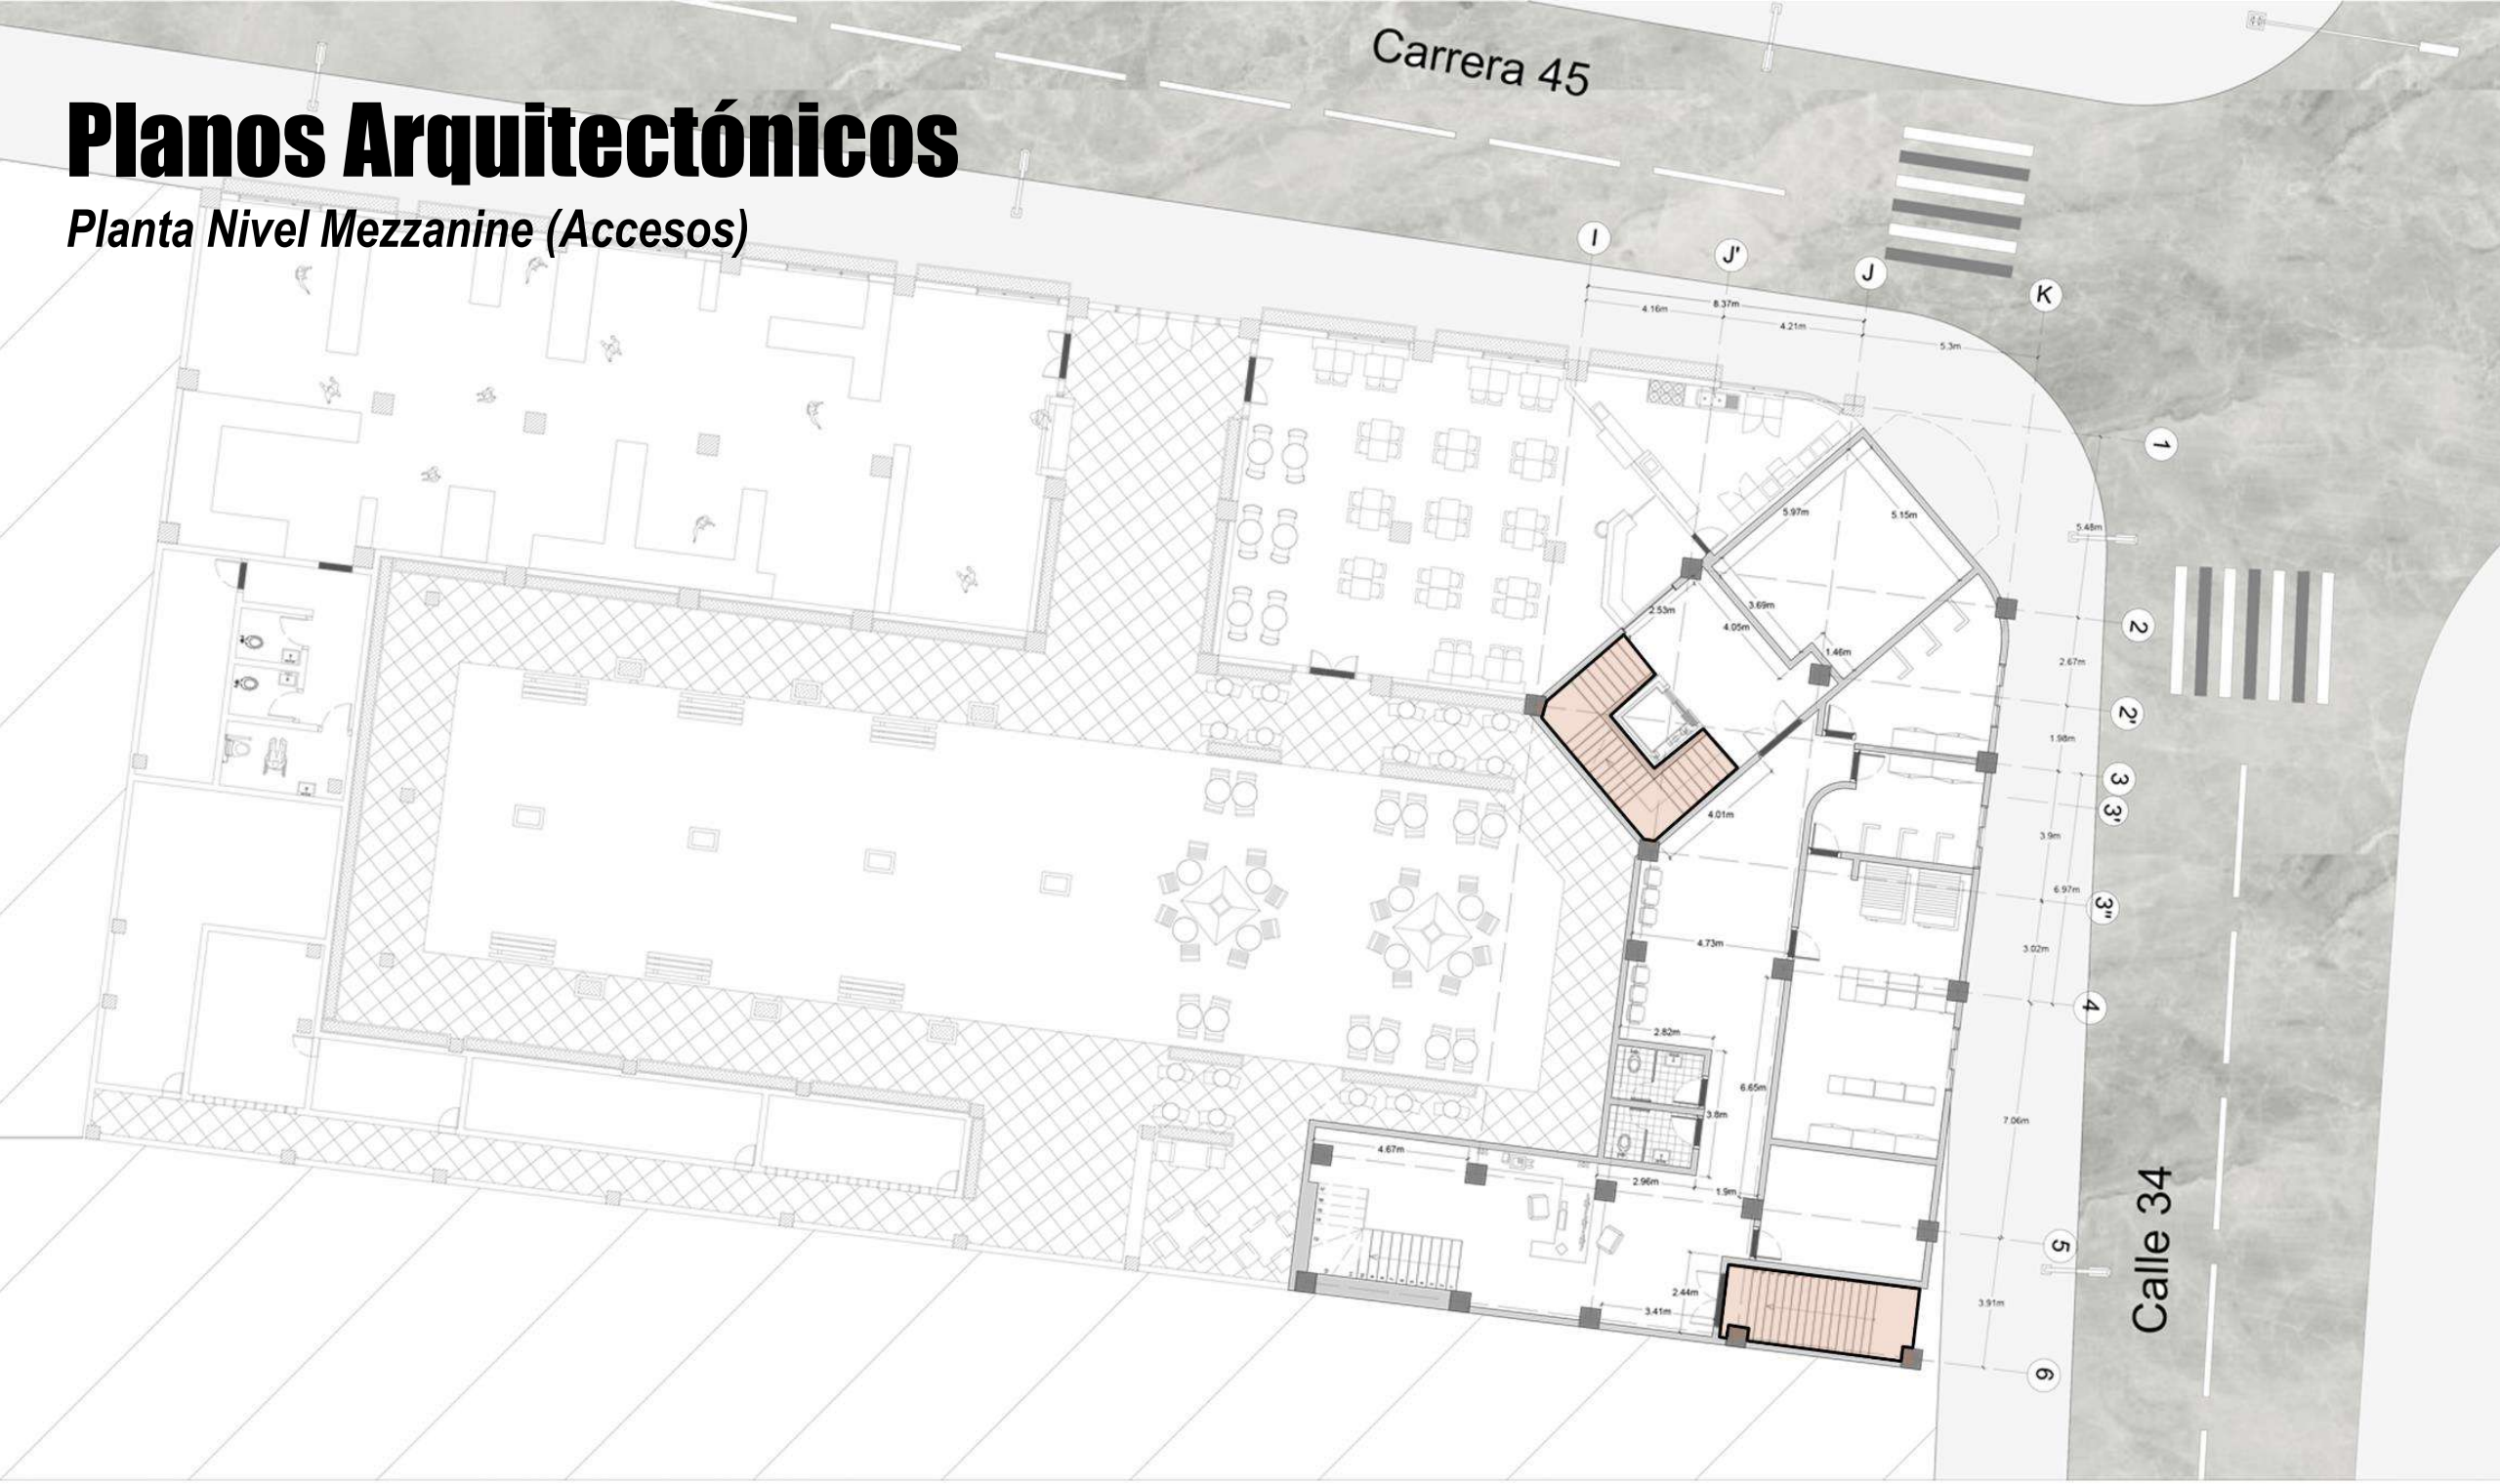 Carrera 45
Planos Arquitectónicos
Planta Nivel Mezzanine (Accesos)
I
J'
J
K
8.37m
4.16m
4.21m
5.3m
1
5.97m
5.15m
5.48m
2.53m
3.69m
4.05m
1.46m
2
2.67m
2'
1.98m
3
3'
4.01m
3.9m
6.97m
3"
4.73m
3.02m
4
2.82m
6.65m
3.8m
7.06m
4.67m
2.96m
1.9m
5
Calle 34
2.44m
3.41m
3.91m
6